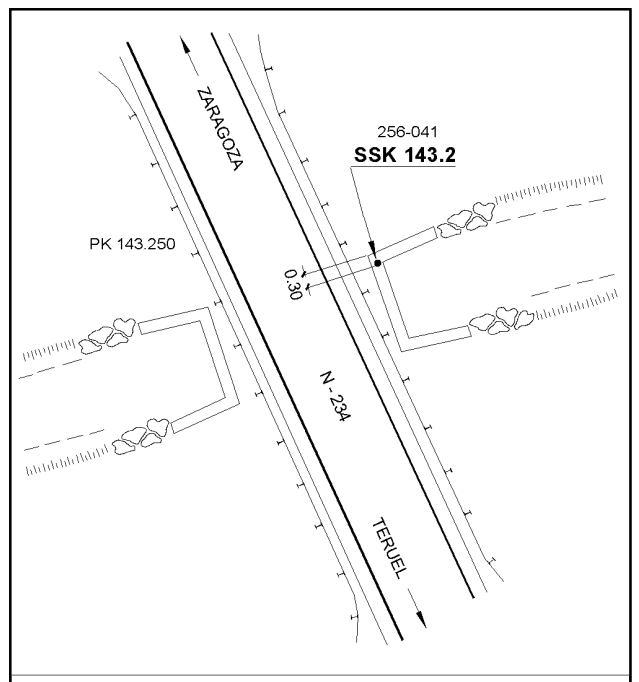 ZARAGOZA
256-041
SSK 143.2
PK 143.250
0.30
N - 234
TERUEL